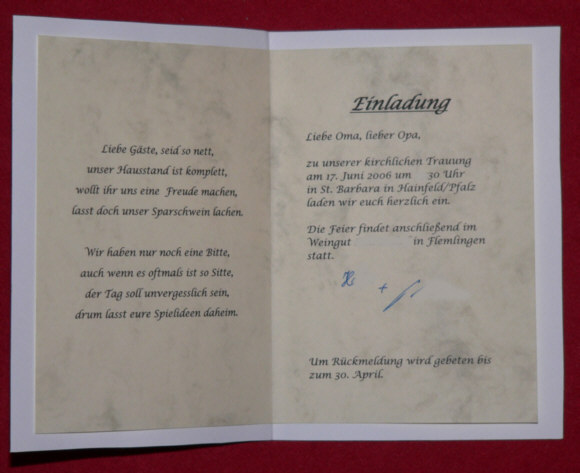 Liebe Gäste, seid so nett,
unser Hausstand ist komplett,
wollt ihr uns eine Freude machen,
lasst doch unser Sparschwein lachen.
Wir haben nur noch eine Bitte,
auch wenn es oftmals ist so Sitte,
der Tag soll unvergesslich sein,
drum lasst eure Spielideen daheim.
Einladung
Liebe Oma, lieber Opa,
zu unserer kirchlichen Trauung
am 17. Juni 2006 um 30 Uhr
in St. Barbara in Hainfeld/Pfalz
laden wir euch herzlich ein.
Die Feier findet anschließend im
Weingut in Flemlingen
statt.
+
Um Rückmeldung wird gebeten bis
zum 30. April.